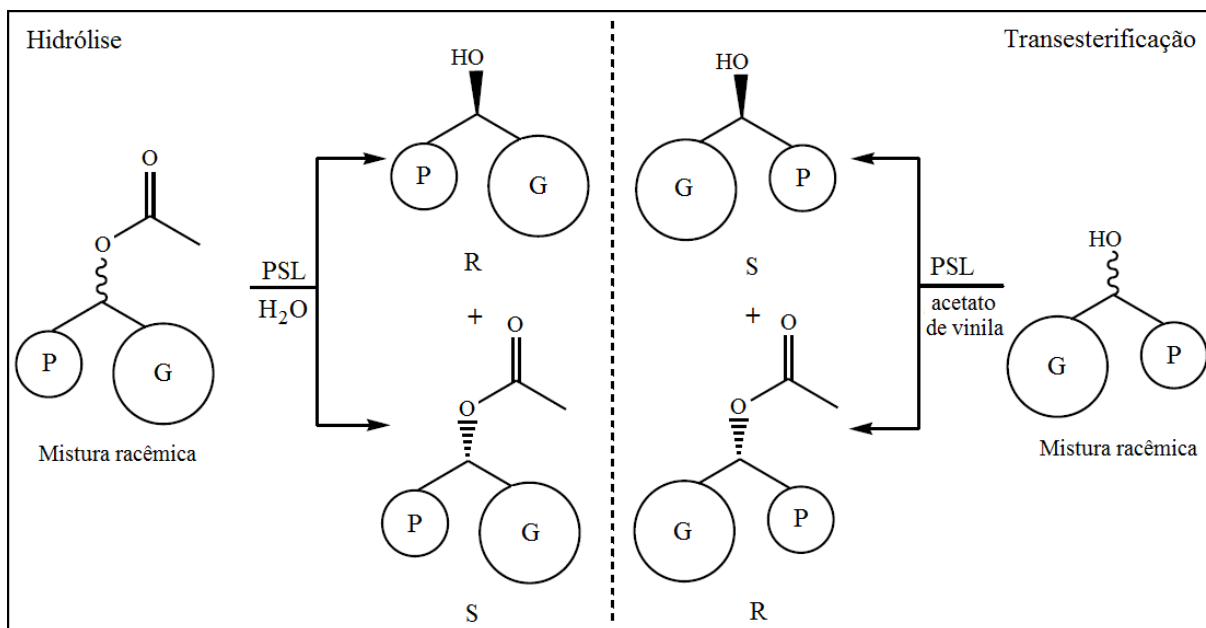 Hidrólise
O
O
P
G
Mistura racêmica
PSL
H2O
HO
P
G
R
+
O
O
P
G
S
Transesterificação
HO
G
P
S
+
O
O
G
P
R
PSL
acetato
de vinila
HO
G
P
Mistura racêmica